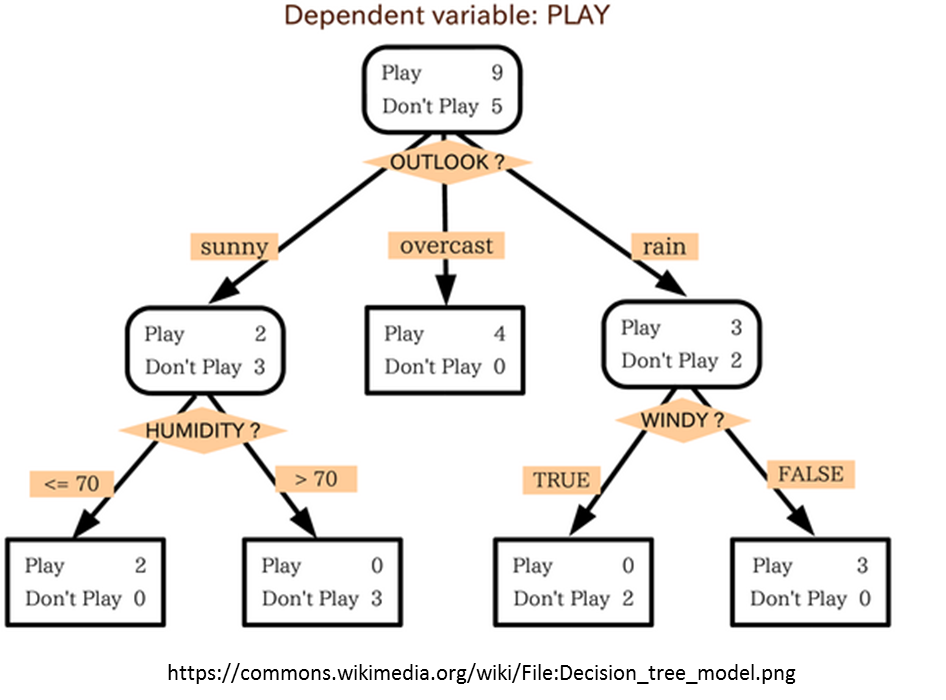 Dependent variable: PLAY
Play 9
Don't Play 5
OUTLOOK ?
sunny
overcast
rain
Play 2
Don't Play 3
Play 4
Don't Play 0
Play 3
Don't Play 2
HUMIDITY ?
WINDY ?
<= 70
> 70
TRUE
FALSE
Play 2
Don't Play 0
Play 0
Don't Play 3
Play 0
Don't Play 2
Play 3
Don't Play 0
https://commons.wikimedia.org/wiki/File:Decision_tree_model.png